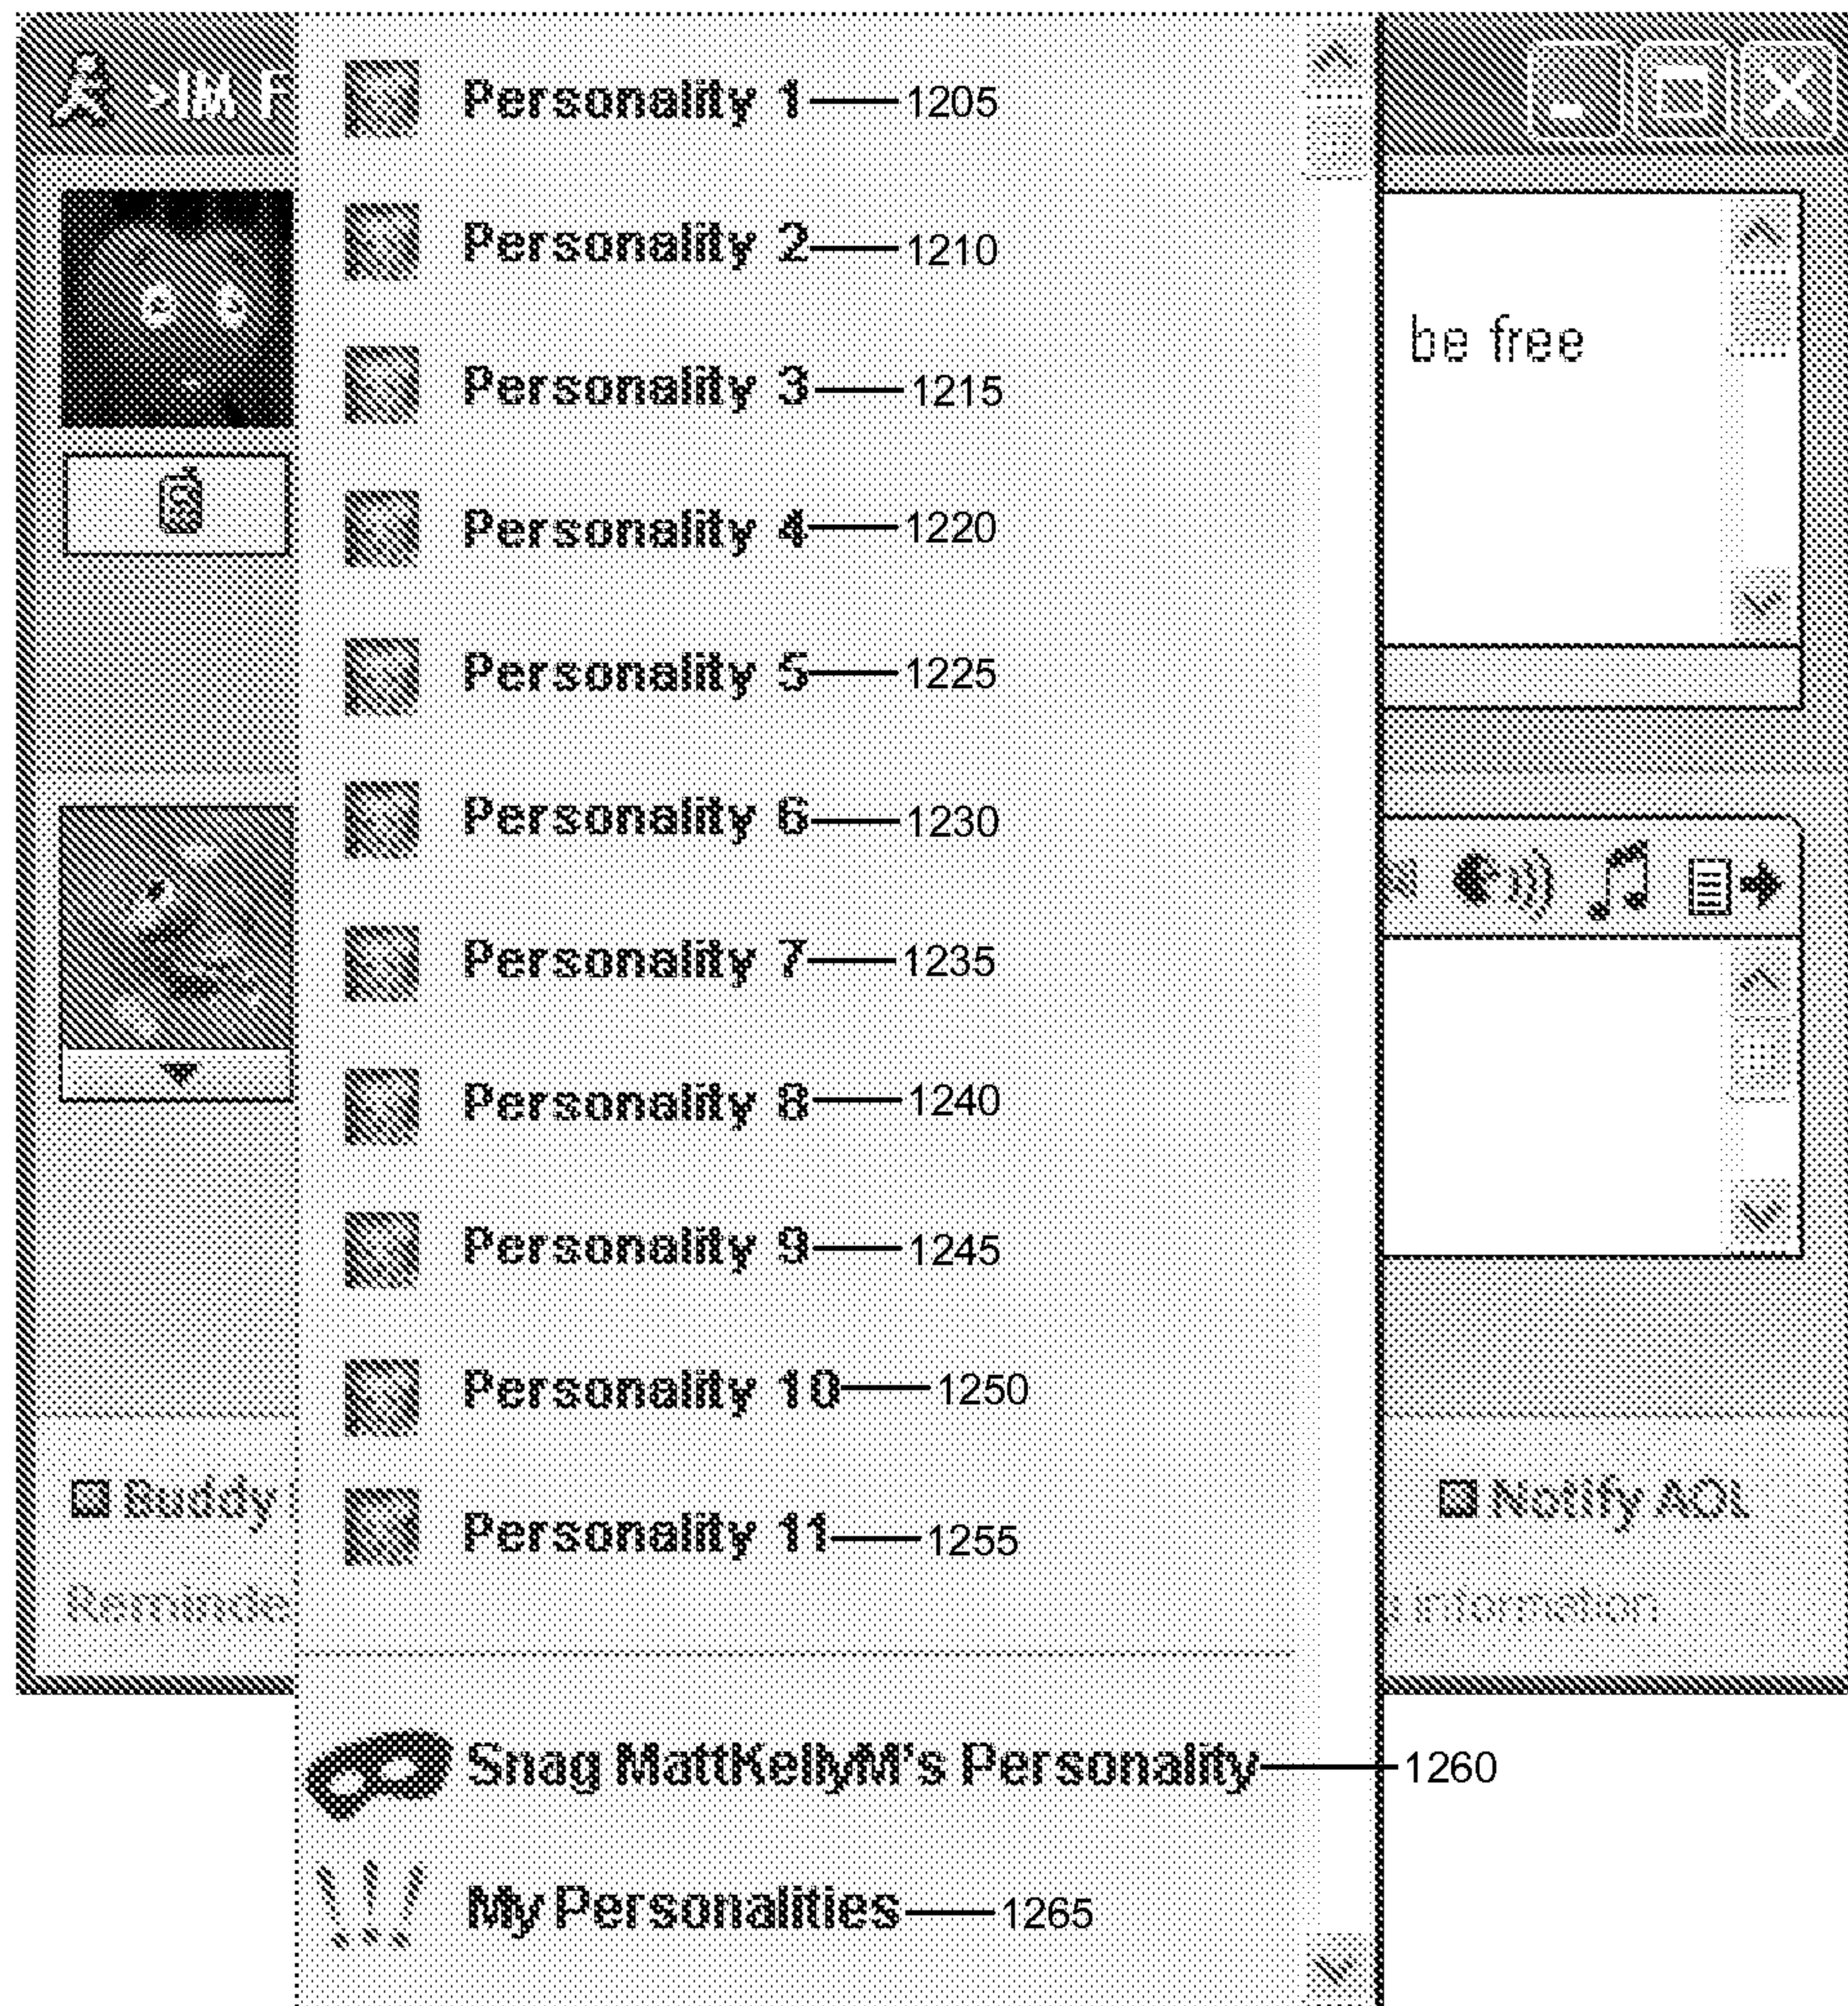 >IM F
Personality 1 1205
Personality 2 1210
be free
Personality 3 1215
Personality 4 1220
Personality 5 1225
Personality 6 1230
Personality 7 1235
Personality 8 1240
Personality 9 1245
Personality 10 1250
Buddy
Notify AOL
Personality 11 1255
Reminde
s information
Snag MattKellyM's Personality 1260
My Personalities 1265